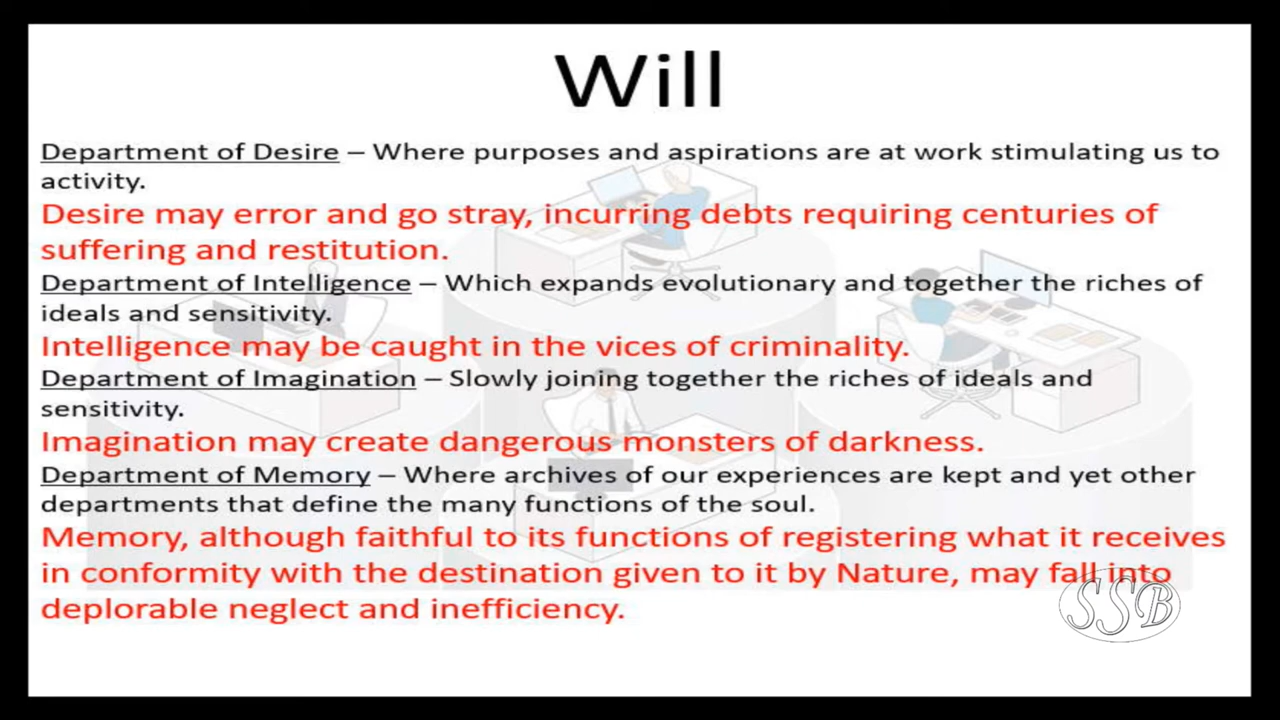 Will
Department of Desire – Where purposes and aspirations are at work stimulating us to
activity.
Desire may error and go stray, incurring debts requiring centuries of
suffering and restitution.
Department of Intelligence – Which expands evolutionary and together the riches of
ideals and sensitivity.
Intelligence may be caught in the vices of criminality.
Department of Imagination – Slowly joining together the riches of ideals and
sensitivity.
Imagination may create dangerous monsters of darkness.
Department of Memory – Where archives of our experiences are kept and yet other
departments that define the many functions of the soul.
Memory, although faithful to its functions of registering what it receives
in conformity with the destination given to it by Nature, may fall into
deplorable neglect and inefficiency.
SSB